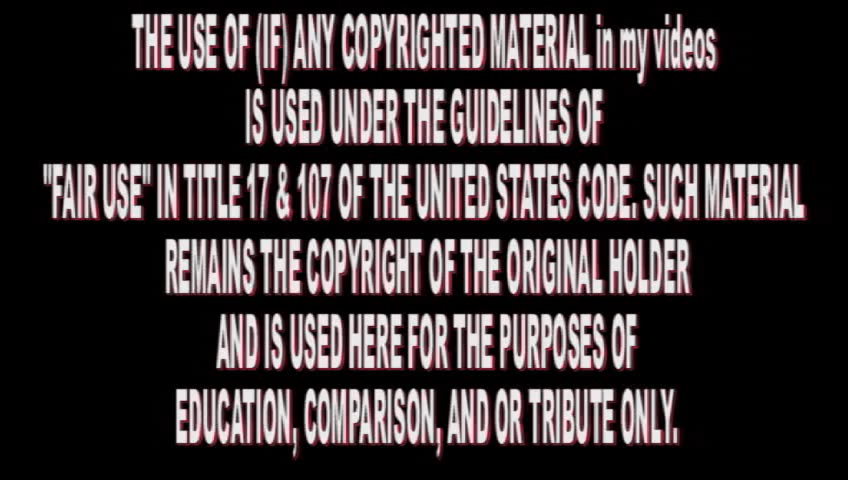 THE USE OF (IF) ANY COPYRIGHTED MATERIAL in my videos
IS USED UNDER THE GUIDELINES OF
"FAIR USE" IN TITLE 17 & 107 OF THE UNITED STATES CODE. SUCH MATERIAL
REMAINS THE COPYRIGHT OF THE ORIGINAL HOLDER
AND IS USED HERE FOR THE PURPOSES OF
EDUCATION, COMPARISON, AND OR TRIBUTE ONLY.